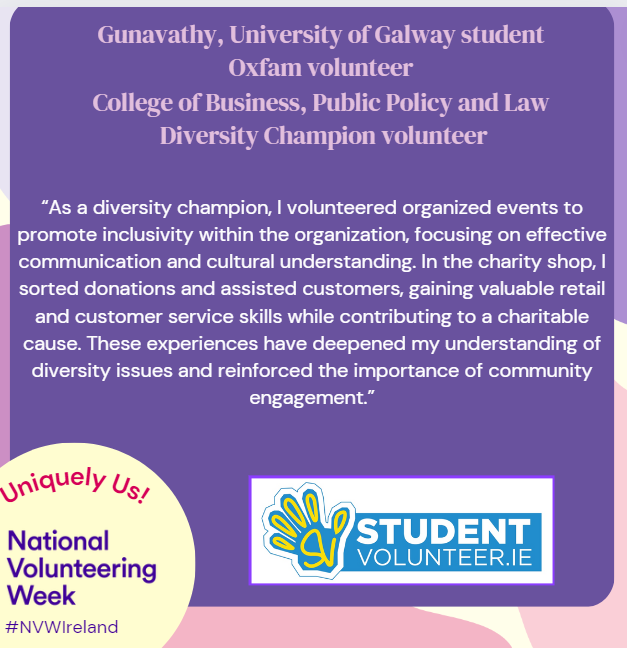 Gunavathy, University of Galway student
Oxfam volunteer
College of Business, Public Policy and Law
Diversity Champion volunteer
“As a diversity champion, I volunteered organized events to
promote inclusivity within the organization, focusing on effective
communication and cultural understanding. In the charity shop, I
sorted donations and assisted customers, gaining valuable retail
and customer service skills while contributing to a charitable
cause. These experiences have deepened my understanding of
diversity issues and reinforced the importance of community
engagement.”
Uniquely Us!
National
Volunteering
Week
#NVWIreland
SV
STUDENT
VOLUNTEER.IE